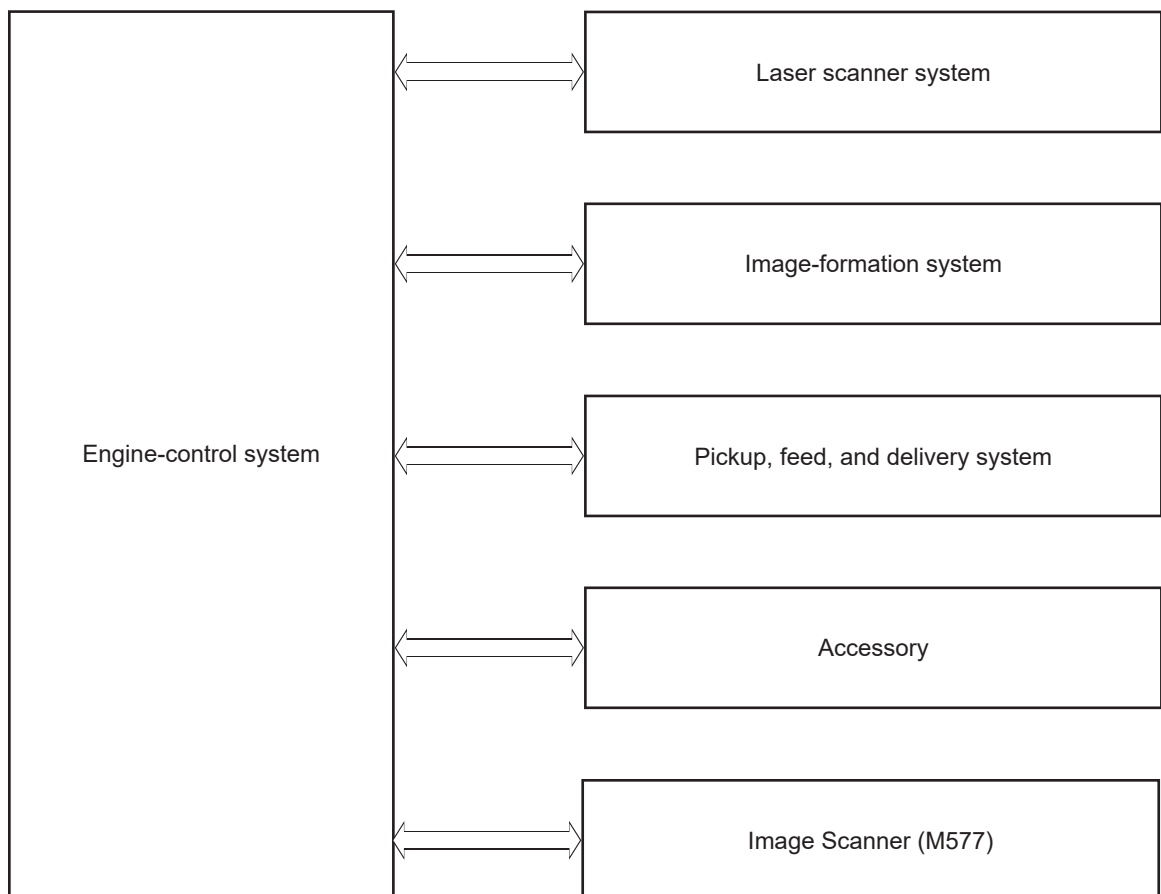 Laser scanner system
Image-formation system
Engine-control system
Pickup, feed, and delivery system
Accessory
Image Scanner (M577)